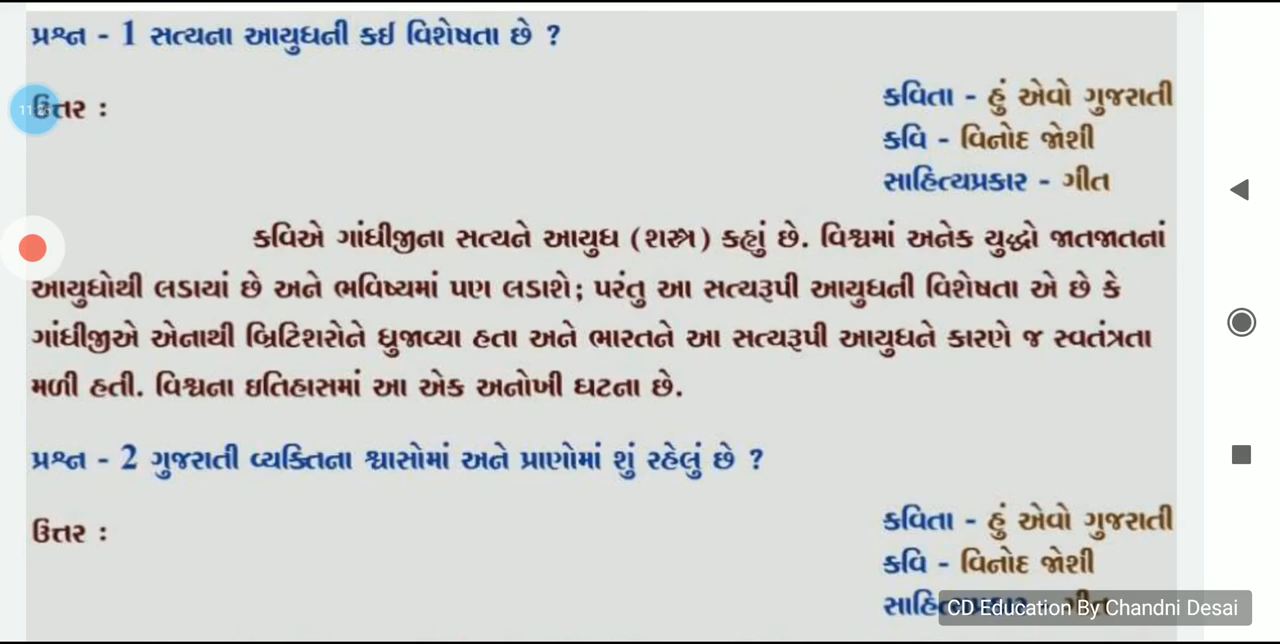 પ્રશ્ન - 1 સત્યના આયુધની કઈ વિશેષતા છે ?
ઉત્તર :
કવિતા - હું એવો ગુજરાતી
કવિ - વિનોદ જોશી
સાહિત્યપ્રકાર - ગીત
કવિએ ગાંધીજીના સત્યને આયુધ (શસ્ત્ર) કહ્યું છે. વિશ્વમાં અનેક યુદ્ધો જાતજાતનાં
આયુધોથી લડાયાં છે અને ભવિષ્યમાં પણ લડાશે; પરંતુ આ સત્યરૂપી આયુધની વિશેષતા એ છે કે
ગાંધીજીએ એનાથી બ્રિટિશરોને ધ્રુજાવ્યા હતા અને ભારતને આ સત્યરૂપી આયુધને કારણે જ સ્વતંત્રતા
મળી હતી. વિશ્વના ઇતિહાસમાં આ એક અનોખી ઘટના છે.
પ્રશ્ન - 2 ગુજરાતી વ્યક્તિના શ્વાસોમાં અને પ્રાણોમાં શું રહેલું છે ?
ઉત્તર :
કવિતા - હું એવો ગુજરાતી
કવિ - વિનોદ જોશી
સાહિત્યપ્રકાર - ગીત
CD Education By Chandni Desai